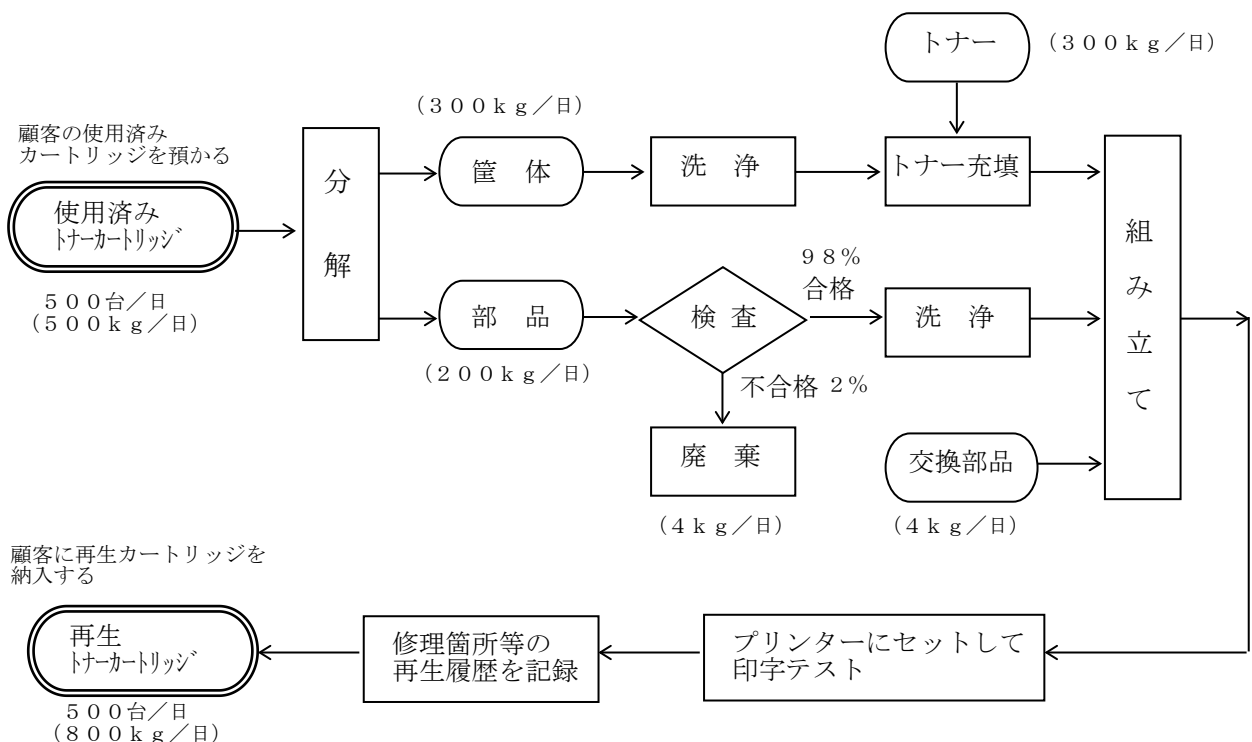 トナー
（３００ｋｇ／日）
（３００ｋｇ／日）
顧客の使用済み
カートリッジを預かる
使用済み
ﾄﾅｰｶｰﾄﾘｯｼﾞ
５００台／日
（５００ｋｇ／日）
分
解
筐　体
洗　浄
トナー充填
部　品
（２００ｋｇ／日）
検　査
９８％
合格
洗　浄
不合格 ２％
廃　棄
（４ｋｇ／日）
交換部品
（４ｋｇ／日）
組
み
立
て
顧客に再生カートリッジを
納入する
再生
ﾄﾅｰｶｰﾄﾘｯｼﾞ
５００台／日
（８００ｋｇ／日）
修理箇所等の
再生履歴を記録
プリンターにセットして
印字テスト